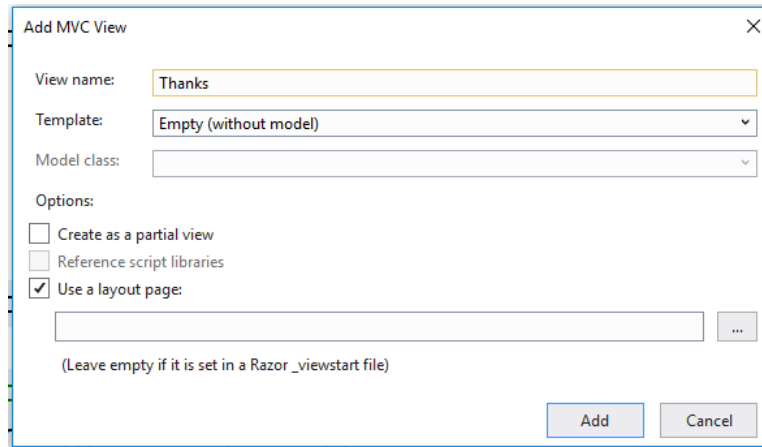 Add MVC View
View name: Thanks
Template: Empty (without model)
Model class:
Options:
Create as a partial view
Reference script libraries
Use a layout page:
...
(Leave empty if it is set in a Razor _viewstart file)
Add Cancel